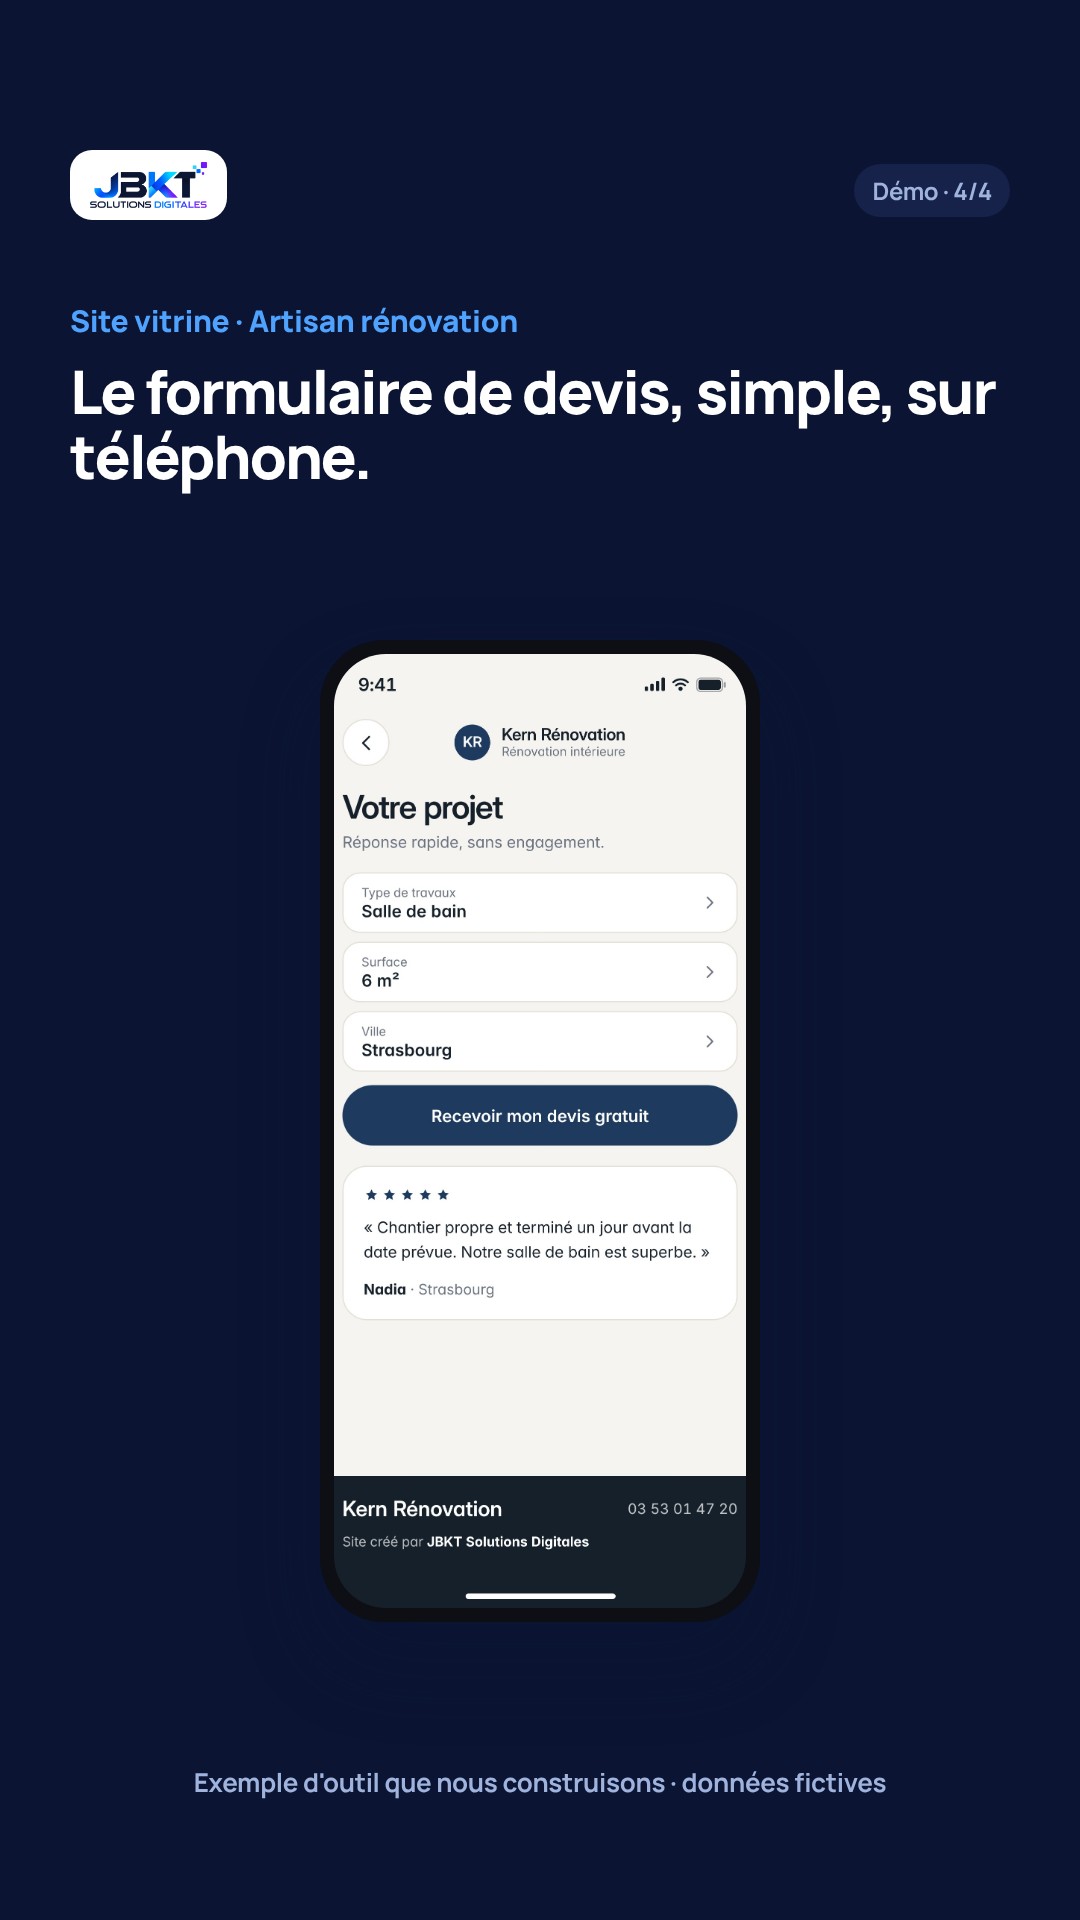 JBKT
SOLUTIONS DIGITALES
Démo · 4/4
Site vitrine · Artisan rénovation
Le formulaire de devis, simple, sur
téléphone.
9:41
KR
Kern Rénovation
Rénovation intérieure
Votre projet
Réponse rapide, sans engagement.
Type de travaux
Salle de bain
Surface
6 m²
Ville
Strasbourg
Recevoir mon devis gratuit
« Chantier propre et terminé un jour avant la
date prévue. Notre salle de bain est superbe. »
Nadia · Strasbourg
Kern Rénovation
03 53 01 47 20
Site créé par JBKT Solutions Digitales
Exemple d'outil que nous construisons · données fictives